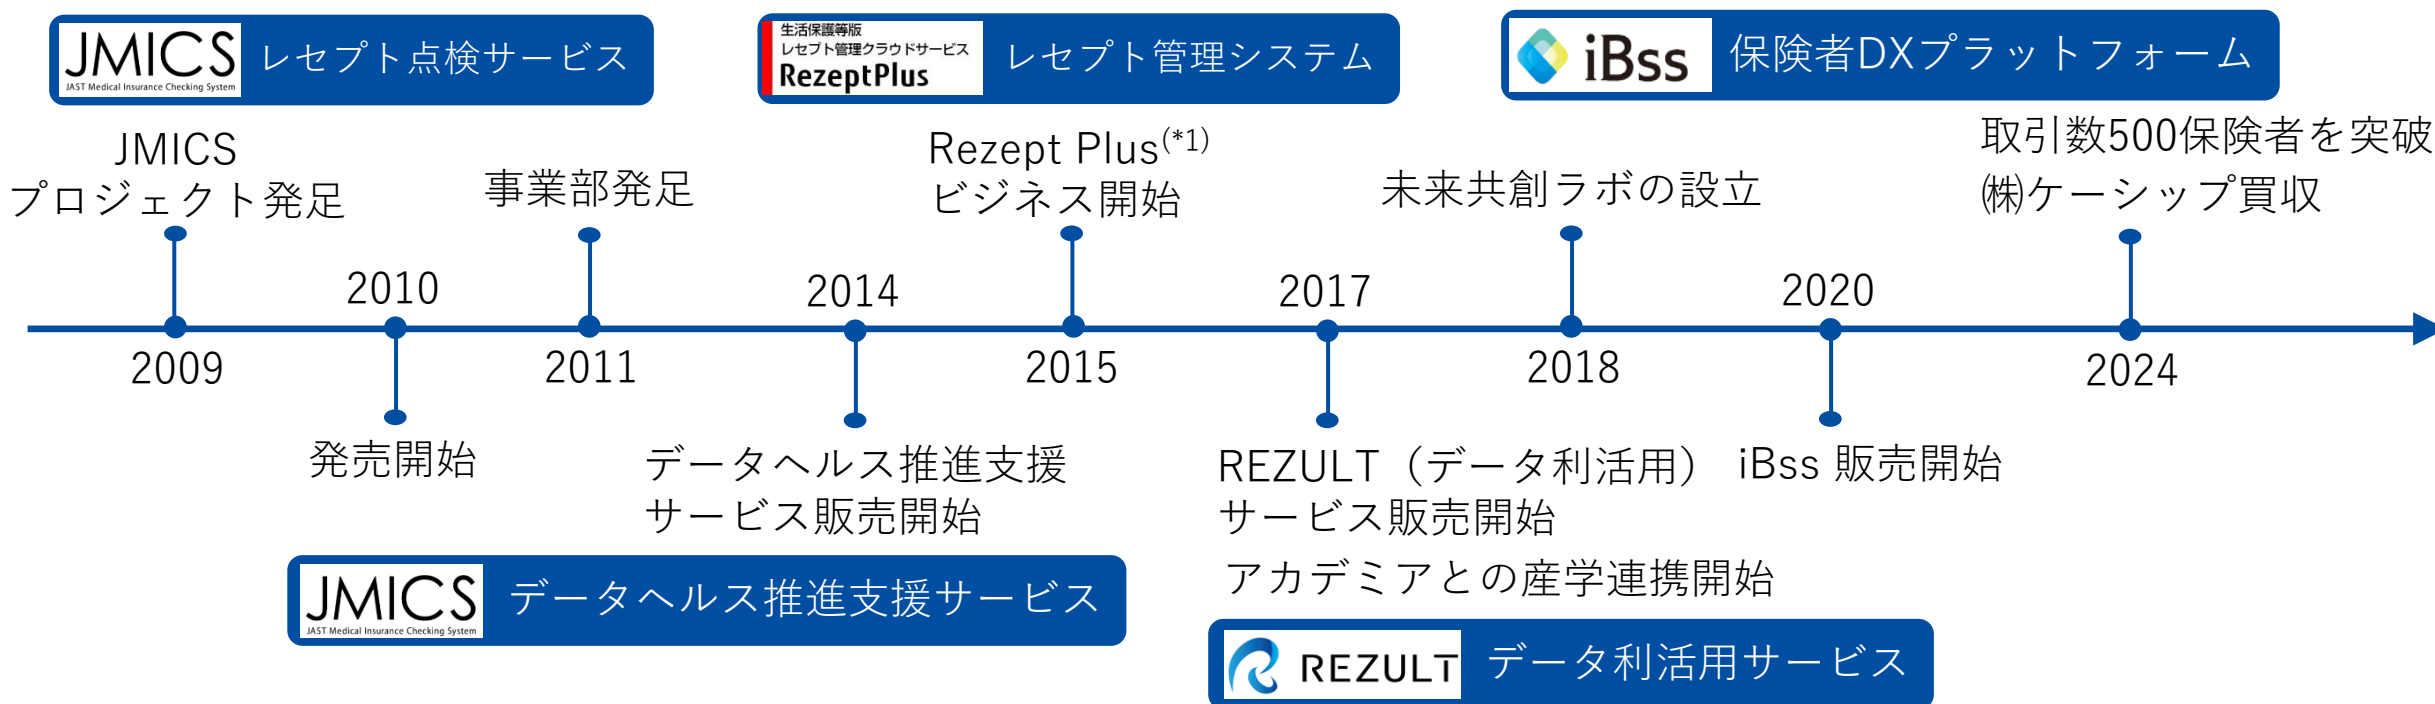 JMICS
JAST Medical Insurance Checking System
レセプト点検サービス
生活保護等版
レセプト管理クラウドサービス
RezeptPlus
レセプト管理システム
iBss
保険者DXプラットフォーム
JMICS
プロジェクト発足
事業部発足
Rezept Plus(*1)
ビジネス開始
未来共創ラボの設立
取引数500保険者を突破
㈱ケーシップ買収
2010
2014
2017
2020
2009
2011
2015
2018
2024
発売開始
データヘルス推進支援
サービス販売開始
REZULT（データ利活用）
サービス販売開始
アカデミアとの産学連携開始
iBss 販売開始
JMICS
JAST Medical Insurance Checking System
データヘルス推進支援サービス
REZULT
データ利活用サービス